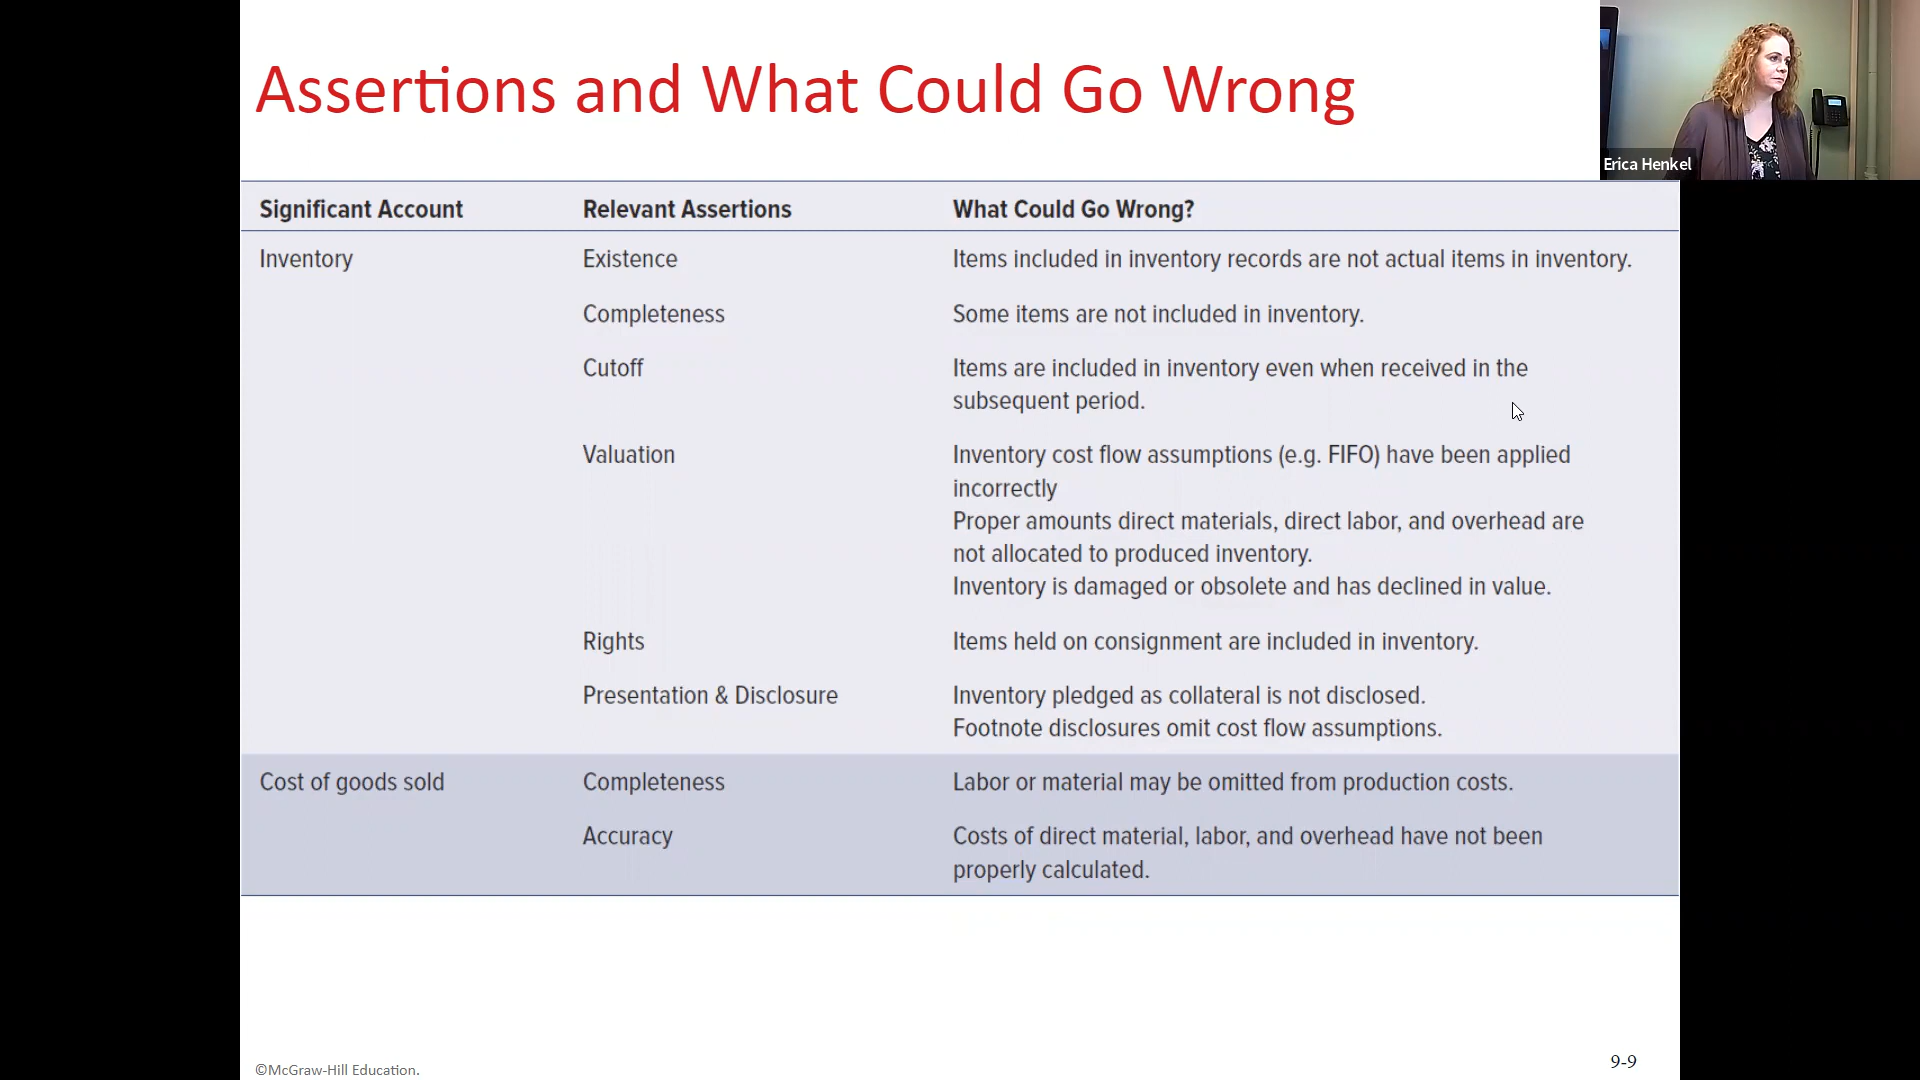 Assertions and What Could Go Wrong
Erica Henkel
Significant Account Relevant Assertions What Could Go Wrong?
Inventory Existence Items included in inventory records are not actual items in inventory.
Completeness Some items are not included in inventory.
Cutoff Items are included in inventory even when received in the
subsequent period.
Valuation Inventory cost flow assumptions (e.g. FIFO) have been applied
incorrectly
Proper amounts direct materials, direct labor, and overhead are
not allocated to produced inventory.
Inventory is damaged or obsolete and has declined in value.
Rights Items held on consignment are included in inventory.
Presentation & Disclosure Inventory pledged as collateral is not disclosed.
Footnote disclosures omit cost flow assumptions.
Cost of goods sold Completeness Labor or material may be omitted from production costs.
Accuracy Costs of direct material, labor, and overhead have not been
properly calculated.
©McGraw-Hill Education.
9-9